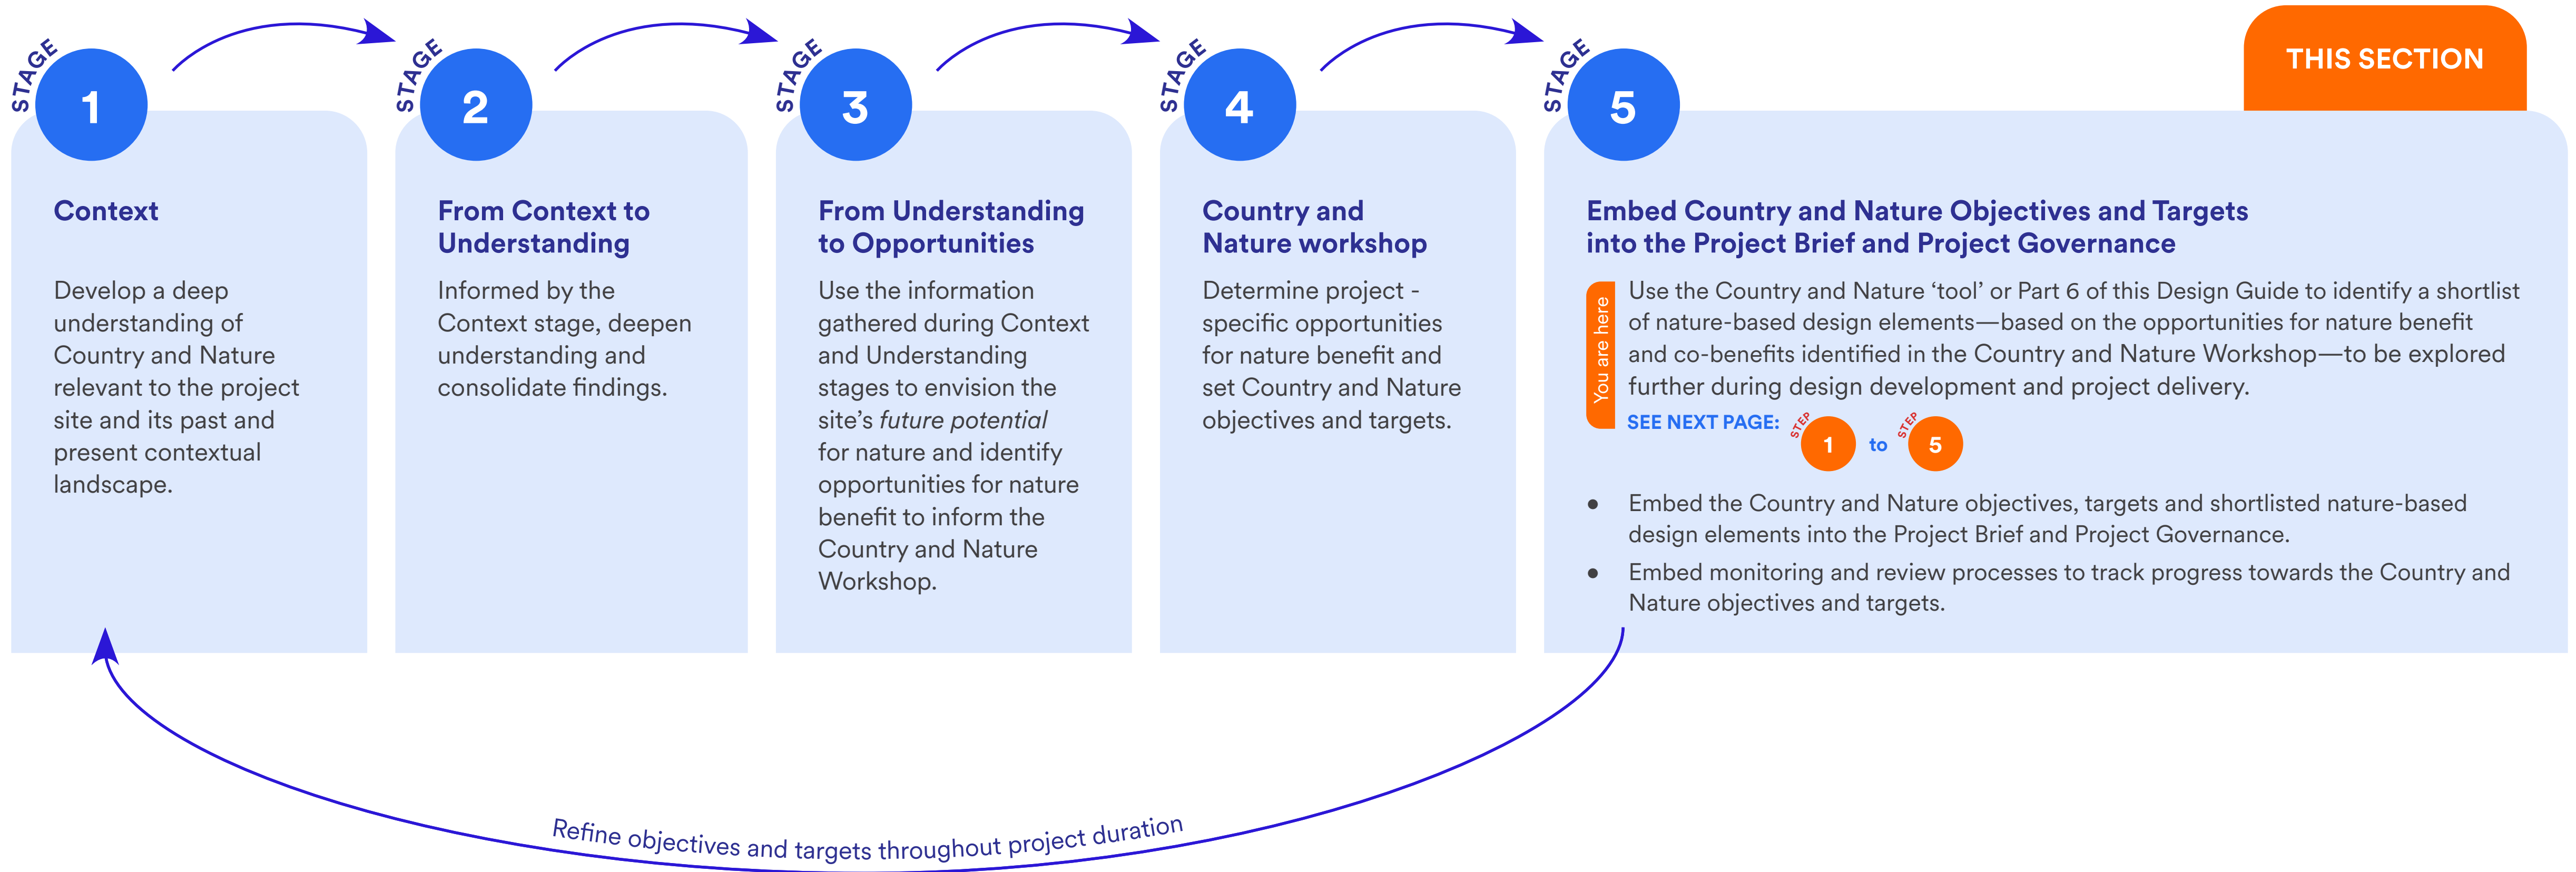 THIS SECTION
STAGE
1
Context
Develop a deep
understanding of
Country and Nature
relevant to the project
site and its past and
present contextual
landscape.
STAGE
2
From Context to
Understanding
Informed by the
Context stage, deepen
understanding and
consolidate findings.
STAGE
3
From Understanding
to Opportunities
Use the information
gathered during Context
and Understanding
stages to envision the
site’s future potential
for nature and identify
opportunities for nature
benefit to inform the
Country and Nature
Workshop.
STAGE
4
Country and
Nature workshop
Determine project -
specific opportunities
for nature benefit and
set Country and Nature
objectives and targets.
STAGE
5
Embed Country and Nature Objectives and Targets
into the Project Brief and Project Governance
You are here
Use the Country and Nature ‘tool’ or Part 6 of this Design Guide to identify a shortlist
of nature-based design elements—based on the opportunities for nature benefit
and co-benefits identified in the Country and Nature Workshop—to be explored
further during design development and project delivery.
SEE NEXT PAGE: STEP 1 to STEP 5
● Embed the Country and Nature objectives, targets and shortlisted nature-based
design elements into the Project Brief and Project Governance.
● Embed monitoring and review processes to track progress towards the Country and
Nature objectives and targets.
Refine objectives and targets throughout project duration